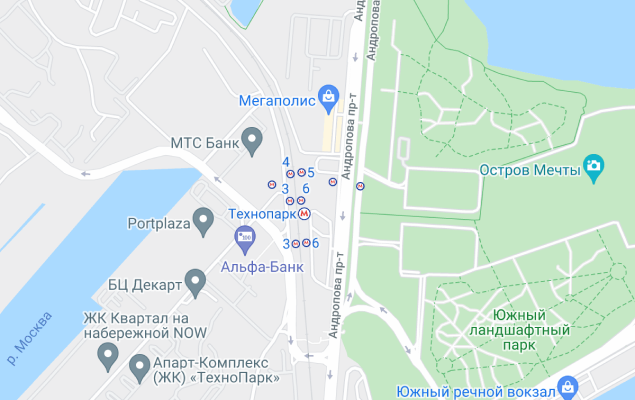 Андропова
Андропова
Мегаполис
Андропова пр-т
МТС Банк
4
5
Остров Мечты
3
6
Технопарк
Portplaza
3
6
Альфа-Банк
Андропова пр-т
БЦ Декарт
р. Москва
ЖК Квартал на
набережной NOW
Южный
ландшафтный
парк
Апарт-Комплекс
(ЖК) «ТехноПарк»
Южный речной вокзал